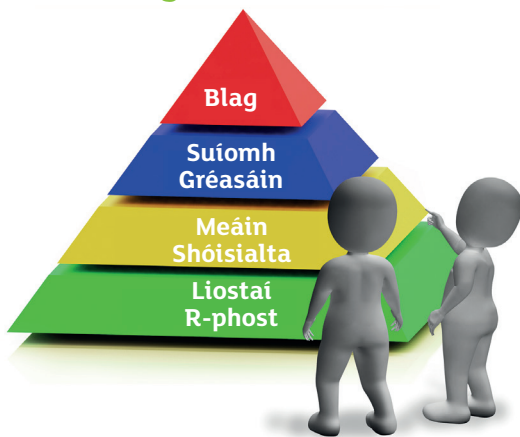 Blag
Suíomh
Gréasáin
Meáin
Shóisialta
Liostaí
R-phost